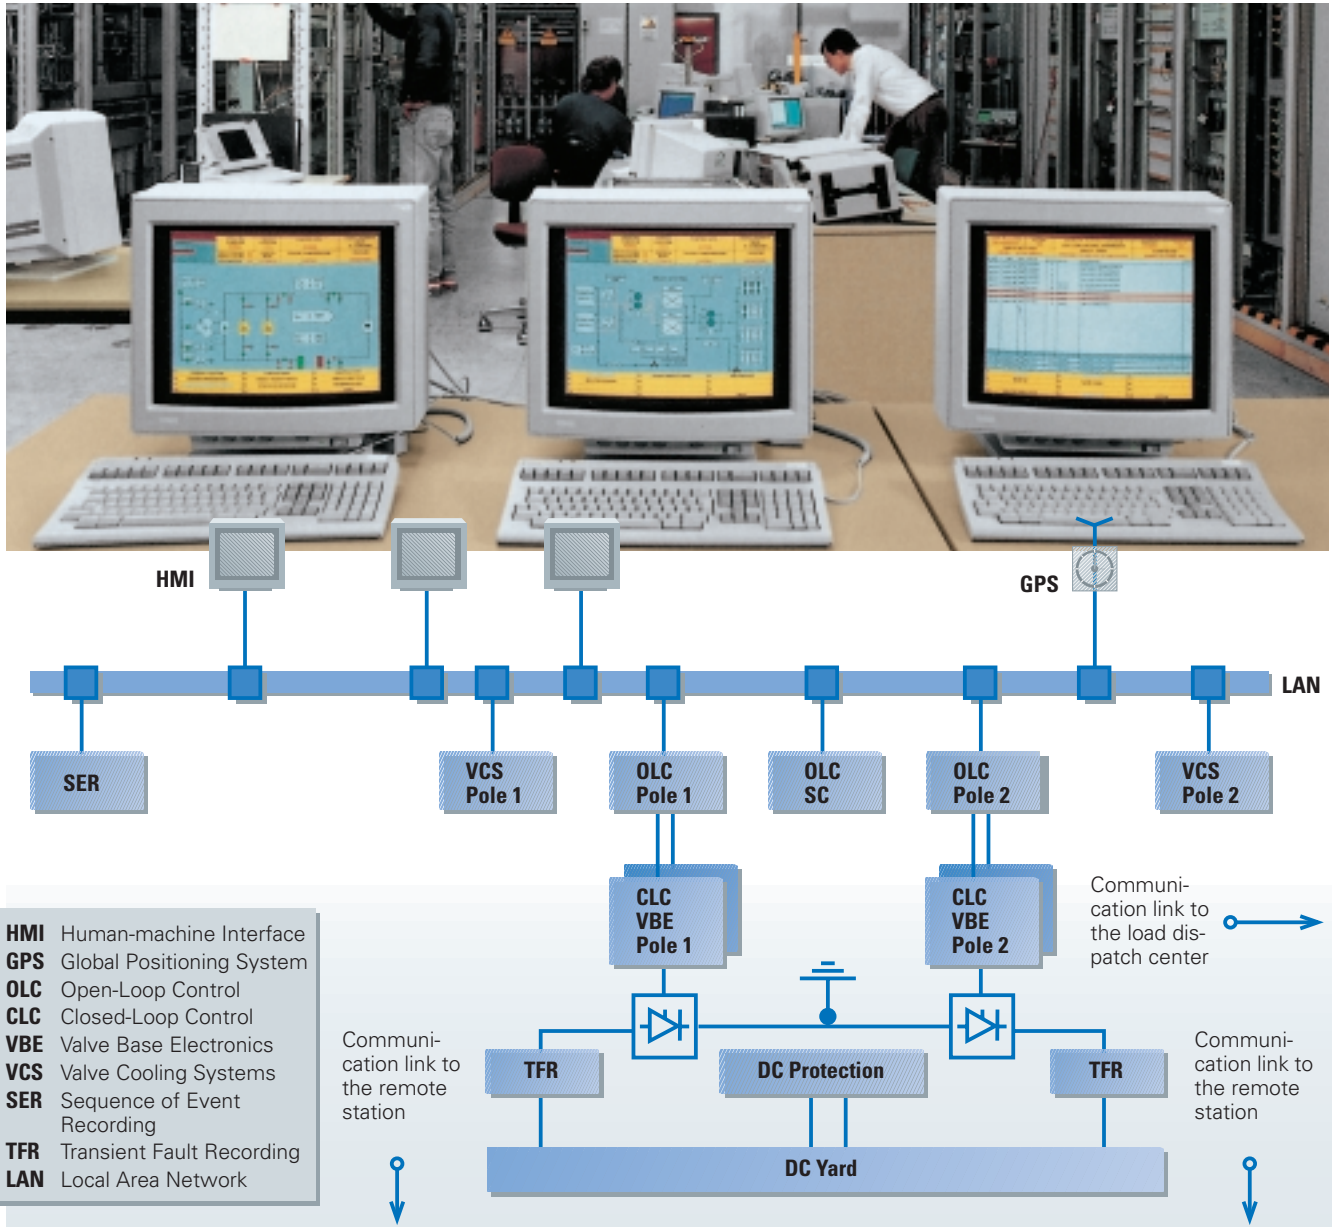 HMI
GPS
LAN
SER
VCS
Pole 1
OLC
Pole 1
OLC
SC
OLC
Pole 2
VCS
Pole 2
CLC
VBE
Pole 1
CLC
VBE
Pole 2
Communi-
cation link to
the load dis-
patch center
HMI Human-machine Interface
GPS Global Positioning System
OLC Open-Loop Control
CLC Closed-Loop Control
VBE Valve Base Electronics
VCS Valve Cooling Systems
SER Sequence of Event
Recording
TFR Transient Fault Recording
LAN Local Area Network
Communi-
cation link to
the remote
station
TFR
DC Protection
TFR
Communi-
cation link to
the remote
station
DC Yard